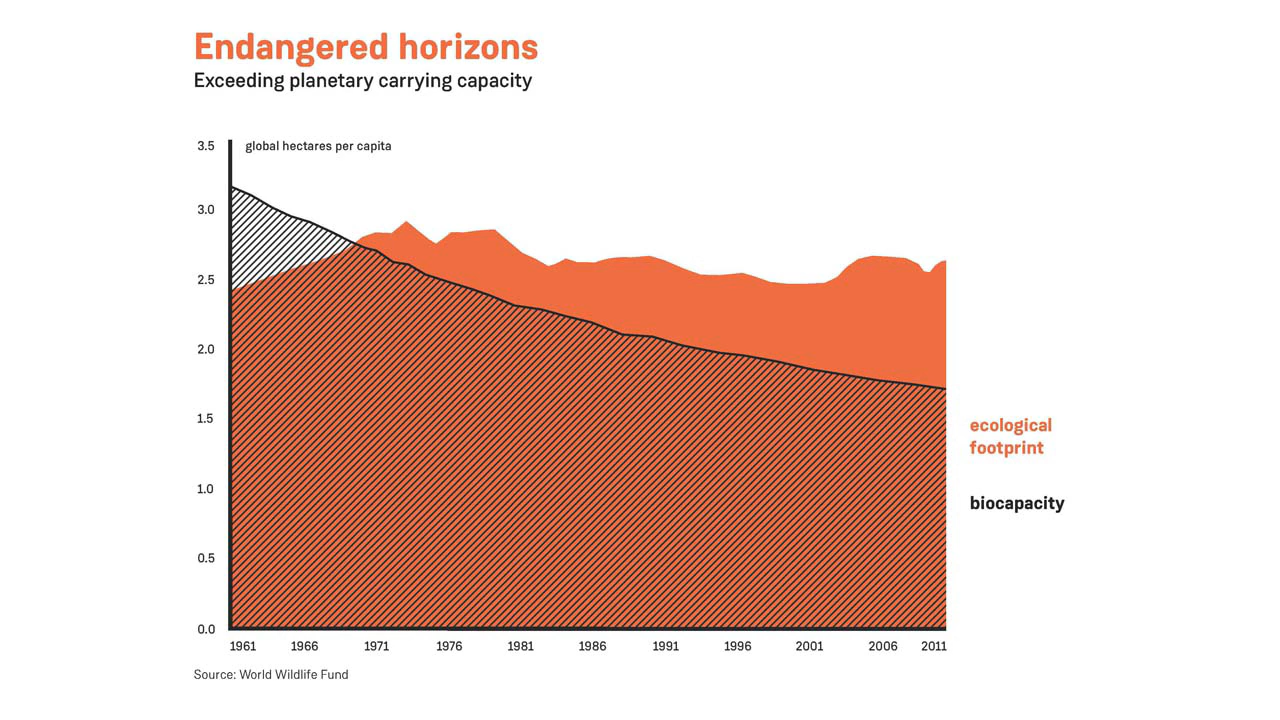 Endangered horizons
Exceeding planetary carrying capacity
3.5 global hectares per capita
3.0
2.5
2.0
1.5
ecological
footprint
1.0
biocapacity
0.5
0.0
1961 1966 1971 1976 1981 1986 1991 1996 2001 2006 2011
Source: World Wildlife Fund